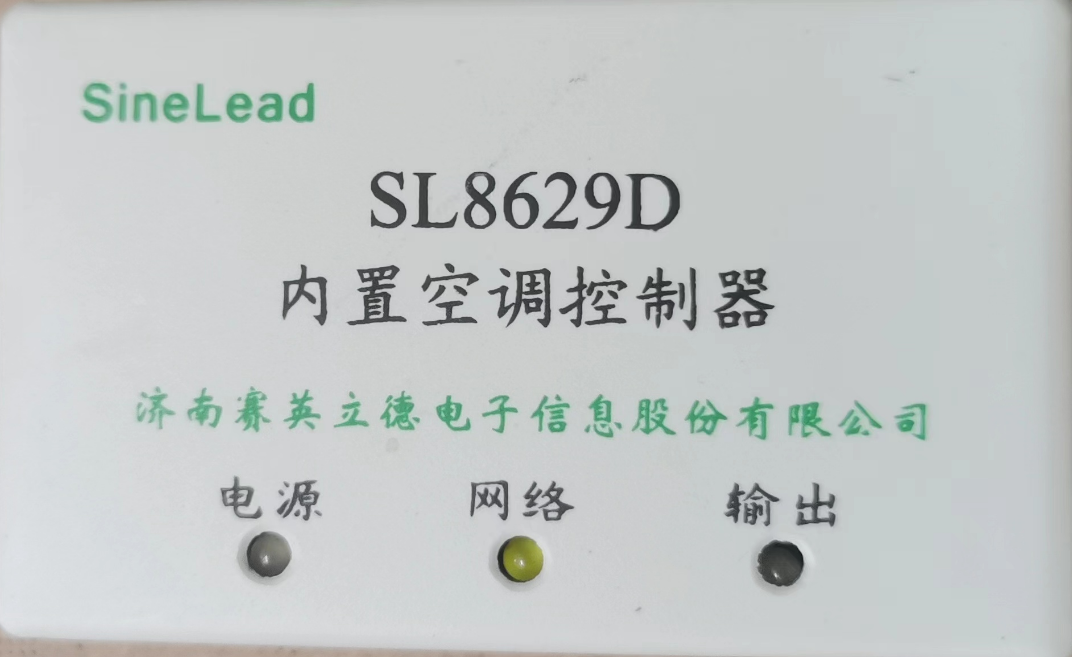 SineLead
SL8629D
内置空调控制器
济南赛英立德电子信息股份有限公司
电源 网络 输出